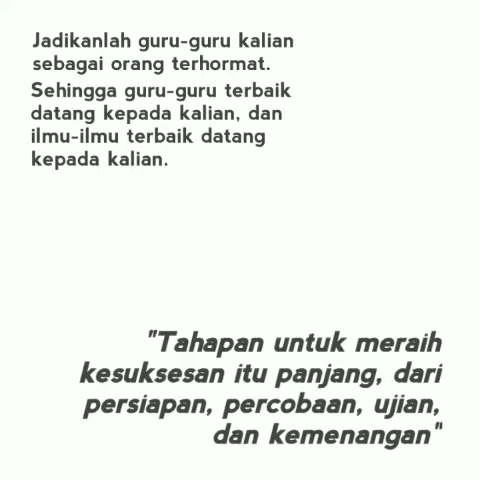 Jadikanlah guru-guru kalian
sebagai orang terhormat.
Sehingga guru-guru terbaik
datang kepada kalian, dan
ilmu-ilmu terbaik datang
kepada kalian.
"Tahapan untuk meraih
kesuksesan itu panjang, dari
persiapan, percobaan, ujian,
dan kemenangan"